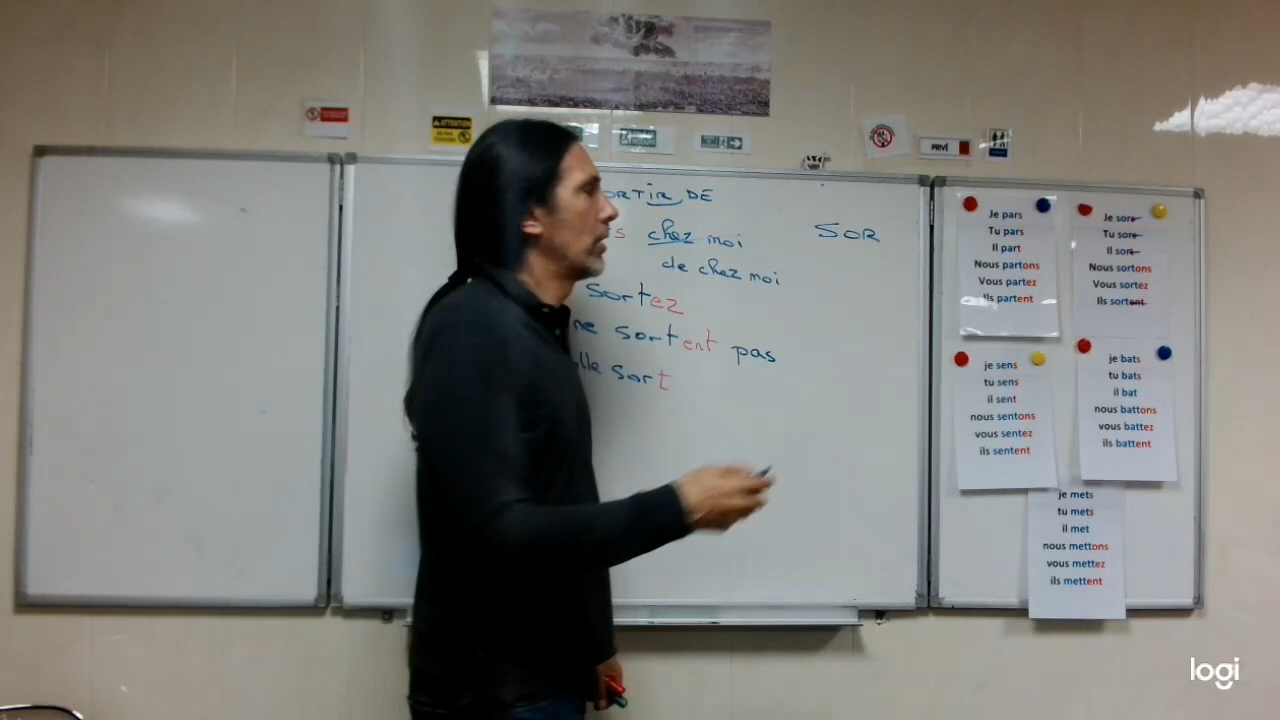 ATTENTION
PRIVÉ
ORTIR DE
s chez moi
de chez moi
sortez
ne sortent pas
lle sort
SOR
Je pars
Tu pars
Il part
Nous partons
Vous partez
Ils partent
Je sors
Tu sors
Il sort
Nous sortons
Vous sortez
Ils sortent
je sens
tu sens
il sent
nous sentons
vous sentez
ils sentent
je bats
tu bats
il bat
nous battons
vous battez
ils battent
je mets
tu mets
il met
nous mettons
vous mettez
ils mettent
logi